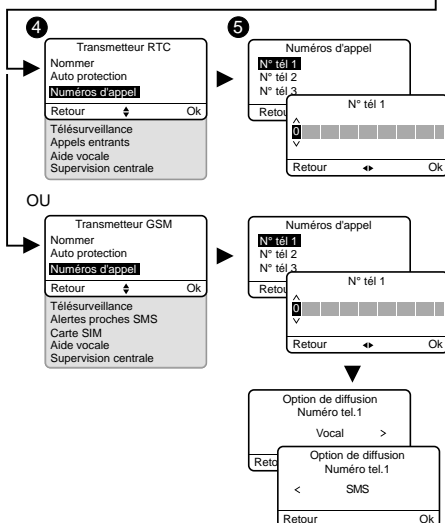 4
5
Transmetteur RTC
Nommer
Auto protection
Numéros d'appel
Retour
Ok
Télésurveillance
Appels entrants
Aide vocale
Supervision centrale
Numéros d'appel
N° tél 1
N° tél 2
N° tél 3
Retou
N° tél 1
0
Retour
Ok
OU
Transmetteur GSM
Nommer
Auto protection
Numéros d'appel
Retour
Ok
Télésurveillance
Alertes proches SMS
Carte SIM
Aide vocale
Supervision centrale
Numéros d'appel
N° tél 1
N° tél 2
N° tél 3
Retou
N° tél 1
0
Retour
Ok
Option de diffusion
Numéro tel.1
Vocal >
Reto
Option de diffusion
Numéro tel.1
< SMS
Retour
Ok